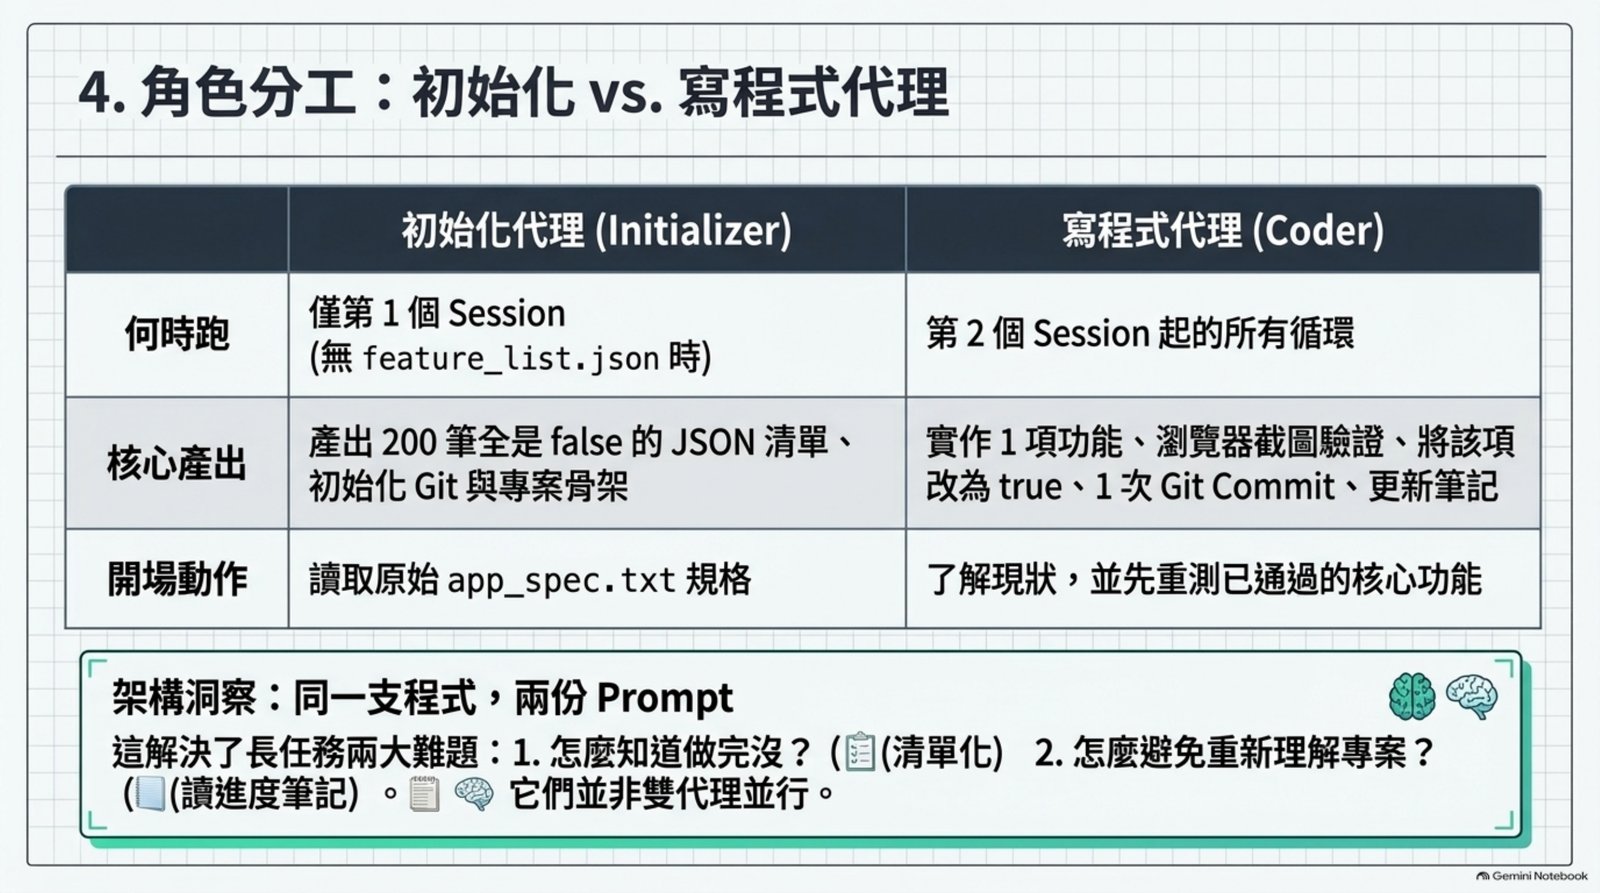 4. 角色分工：初始化 vs. 寫程式代理
初始化代理 (Initializer)
寫程式代理 (Coder)
何時跑
僅第 1 個 Session
(無 feature_list.json 時)
第 2 個 Session 起的所有循環
核心產出
產出 200 筆全是 false 的 JSON 清單、
初始化 Git 與專案骨架
實作 1 項功能、瀏覽器截圖驗證、將該項
改為 true、1 次 Git Commit、更新筆記
開場動作
讀取原始 app_spec.txt 規格
了解現狀，並先重測已通過的核心功能
架構洞察：同一支程式，兩份 Prompt
這解決了長任務兩大難題：1. 怎麼知道做完沒？ (📋(清單化) 2. 怎麼避免重新理解專案？
(📘(讀進度筆記) 。🗒️ 🧠 它們並非雙代理並行。
Gemini Notebook